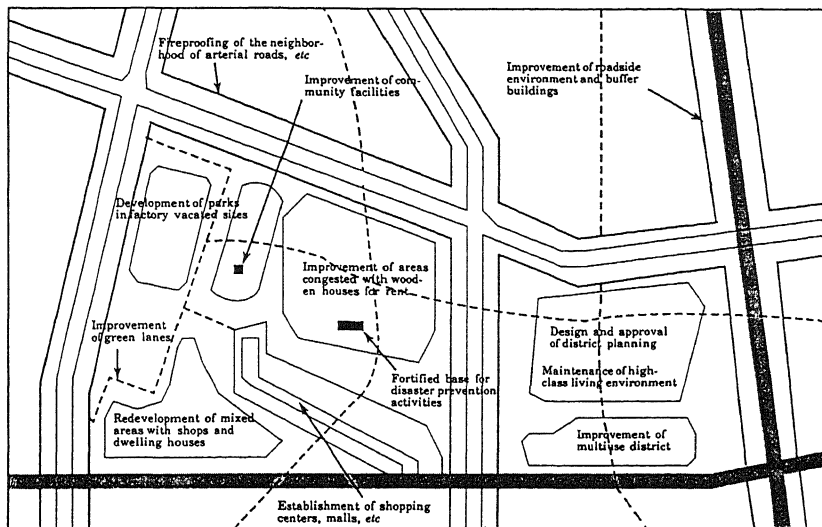 Fireproofing of the neighbor-
hood of arterial roads, etc
Improvement of com-
munity facilities
Improvement of roadside
environment and buffer
buildings
Development of parks
in factory vacated sites
Improvement of areas
congested with wood-
en houses for rent
Improvement
of green lanes
Design and approval
of district planning
Maintenance of high-
class living environment
Fortified base for
disaster prevention
activities
Redevelopment of mixed
areas with shops and
dwelling houses
Improvement of
multiuse district
Establishment of shopping
centers, malls, etc